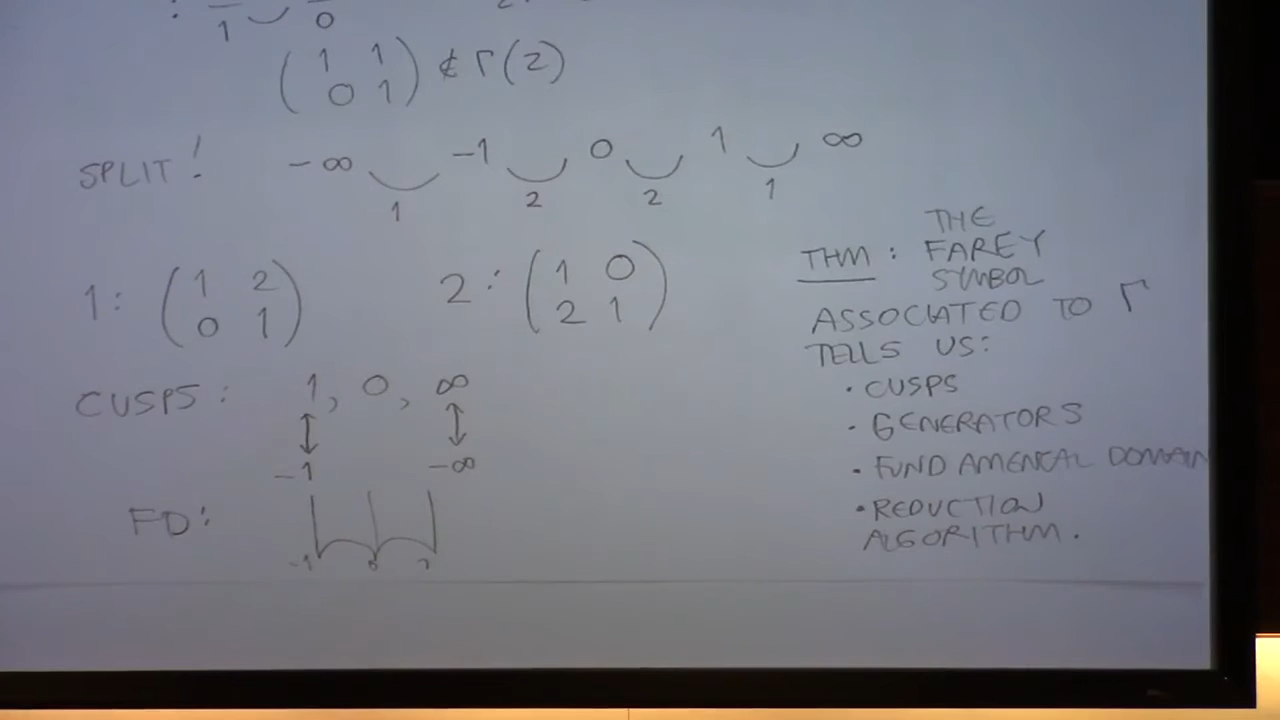 1 0
( 1 1 ; 0 1 ) ∉ Γ(2)
SPLIT! -∞ -1 0 1 ∞
1 2 2 1
1: ( 1 2 ; 0 1 ) 2: ( 1 0 ; 2 1 )
CUSPS: 1, 0, ∞
↕ ↕
-1 -∞
FD:
-1 0
THM: THE
FAREY
SYMBOL
ASSOCIATED TO Γ
TELLS US:
· CUSPS
· GENERATORS
· FUNDAMENCAL DOMAIN
· REDUCTION
ALGORITHM.